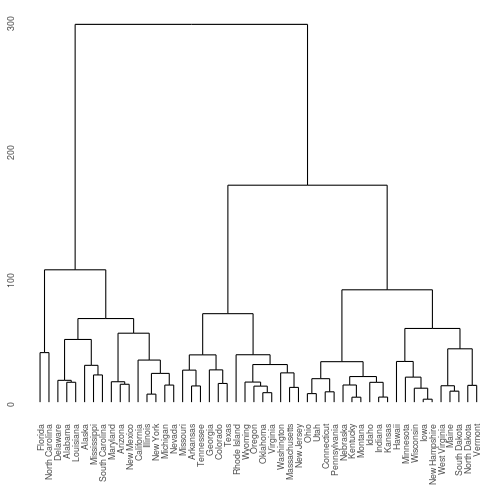 300
200
100
0
Florida
North Carolina
Delaware
Alabama
Louisiana
Alaska
Mississippi
South Carolina
Maryland
Arizona
New Mexico
California
Illinois
New York
Michigan
Nevada
Missouri
Arkansas
Tennessee
Georgia
Colorado
Texas
Rhode Island
Wyoming
Oregon
Oklahoma
Virginia
Washington
Massachusetts
New Jersey
Ohio
Utah
Connecticut
Pennsylvania
Nebraska
Kentucky
Montana
Idaho
Indiana
Kansas
Hawaii
Minnesota
Wisconsin
Iowa
New Hampshire
West Virginia
Maine
South Dakota
North Dakota
Vermont